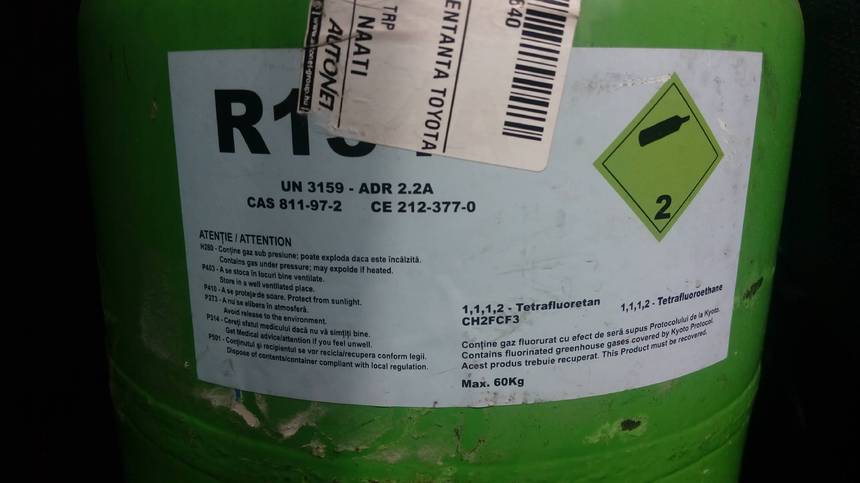 640
ENTANTA TOYOTA
TRP
NAATI
AUTONET
R13
UN 3159 - ADR 2.2A
CAS 811-97-2 CE 212-377-0
2
ATENȚIE / ATTENTION
H280 - Conține gaz sub presiune; poate exploda daca este încălzită.
Contains gas under pressure; may expolde if heated.
P403 - A se stoca în locuri bine ventilate.
Store in a well ventilated place.
P410 - A se proteja de soare. Protect from sunlight.
P273 - A nu se elibera în atmosferă.
Avoid release to the environment.
P314 - Cereți sfatul medicului dacă nu vă simțiți bine.
Get Medical advice/attention if you feel unwell.
P501 - Conținutul și recipientul se vor recicla/recupera conform legii.
Dispose of contents/container compliant with local regulation.
1,1,1,2 - Tetrafluoretan 1,1,1,2 - Tetrafluoroethane
CH2FCF3
Conține gaz fluorurat cu efect de seră supus Protocolului de la Kyoto.
Contains fluorinated greenhouse gases covered by Kyoto Protocol.
Acest produs trebuie recuperat. This Product must be recovered.
Max. 60Kg